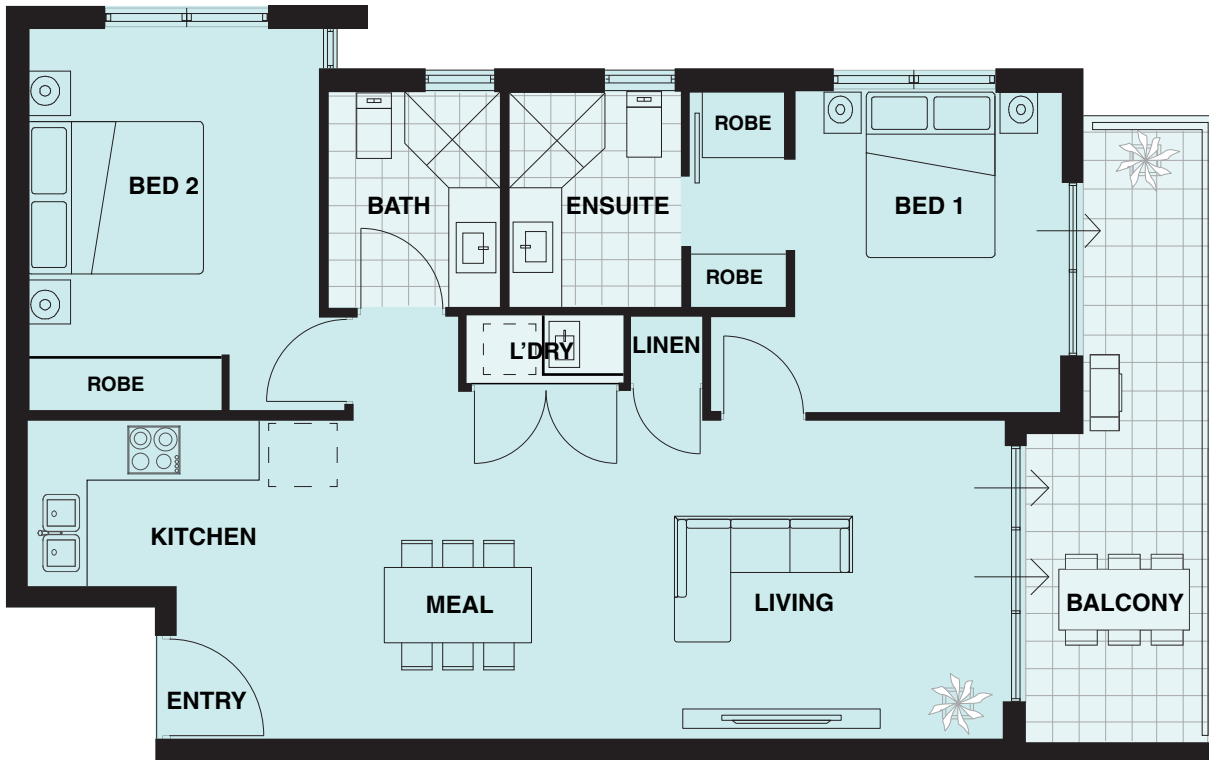 ROBE
BED 2
BATH
ENSUITE
BED 1
ROBE
L'DRY
LINEN
ROBE
KITCHEN
MEAL
LIVING
BALCONY
ENTRY